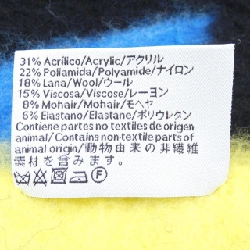 31% Acrílico/Acrylic/アクリル
22% Poliamida/Polyamide/ナイロン
18% Lana/Wool/ウール
15% Viscosa/Viscose/レーヨン
8% Mohair/Mohair/モヘヤ
6% Elastano/Elastane/ポリウレタン
Contiene partes no textiles de origen
animal/Contains non-textile parts of
animal origin/動物由来の非繊維
素材を含みます。